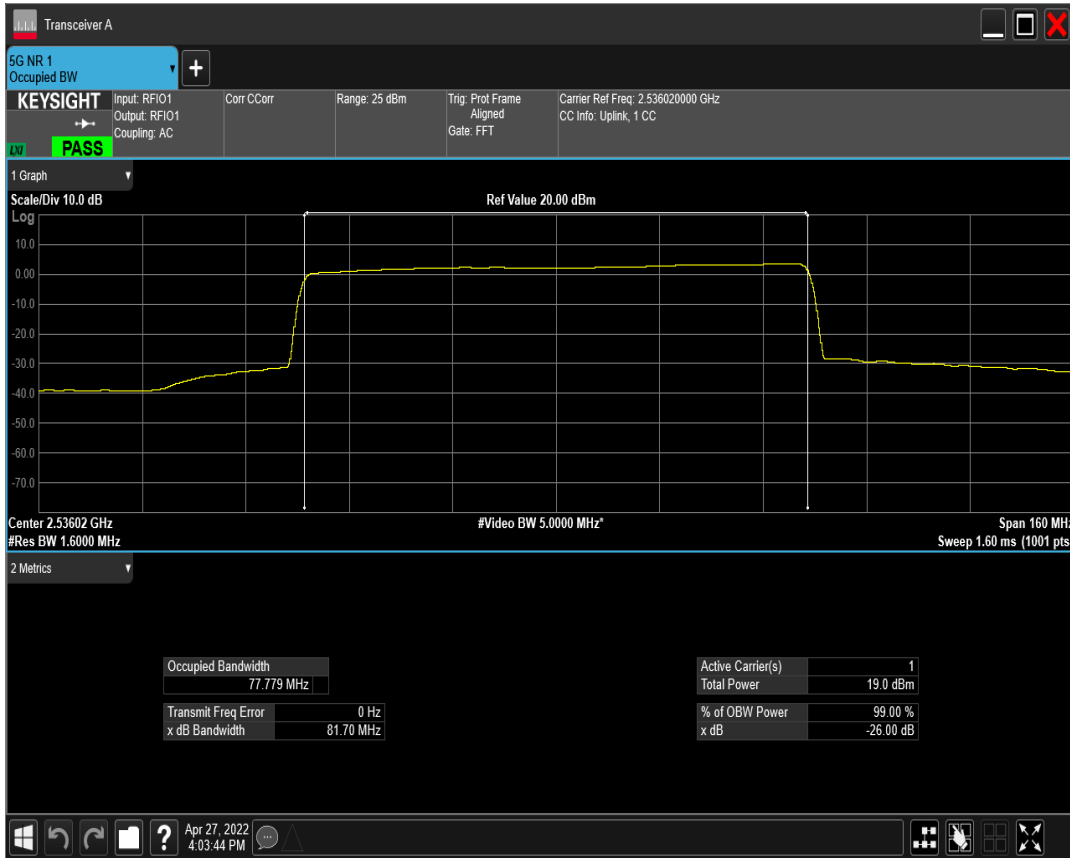 Transceiver A
5G NR 1
Occupied BW
KEYSIGHT
LXI
PASS
Input: RFIO1
Output: RFIO1
Coupling: AC
Corr CCorr
Range: 25 dBm
Trig: Prot Frame
Aligned
Gate: FFT
Carrier Ref Freq: 2.536020000 GHz
CC Info: Uplink, 1 CC
1 Graph
Scale/Div 10.0 dB
Ref Value 20.00 dBm
Log
10.0
0.00
-10.0
-20.0
-30.0
-40.0
-50.0
-60.0
-70.0
Center 2.53602 GHz
#Video BW 5.0000 MHz*
Span 160 MHz
#Res BW 1.6000 MHz
Sweep 1.60 ms (1001 pts
2 Metrics
Occupied Bandwidth
77.779 MHz
Transmit Freq Error 0 Hz
x dB Bandwidth 81.70 MHz
Active Carrier(s) 1
Total Power 19.0 dBm
% of OBW Power 99.00 %
x dB -26.00 dB
?
Apr 27, 2022
4:03:44 PM